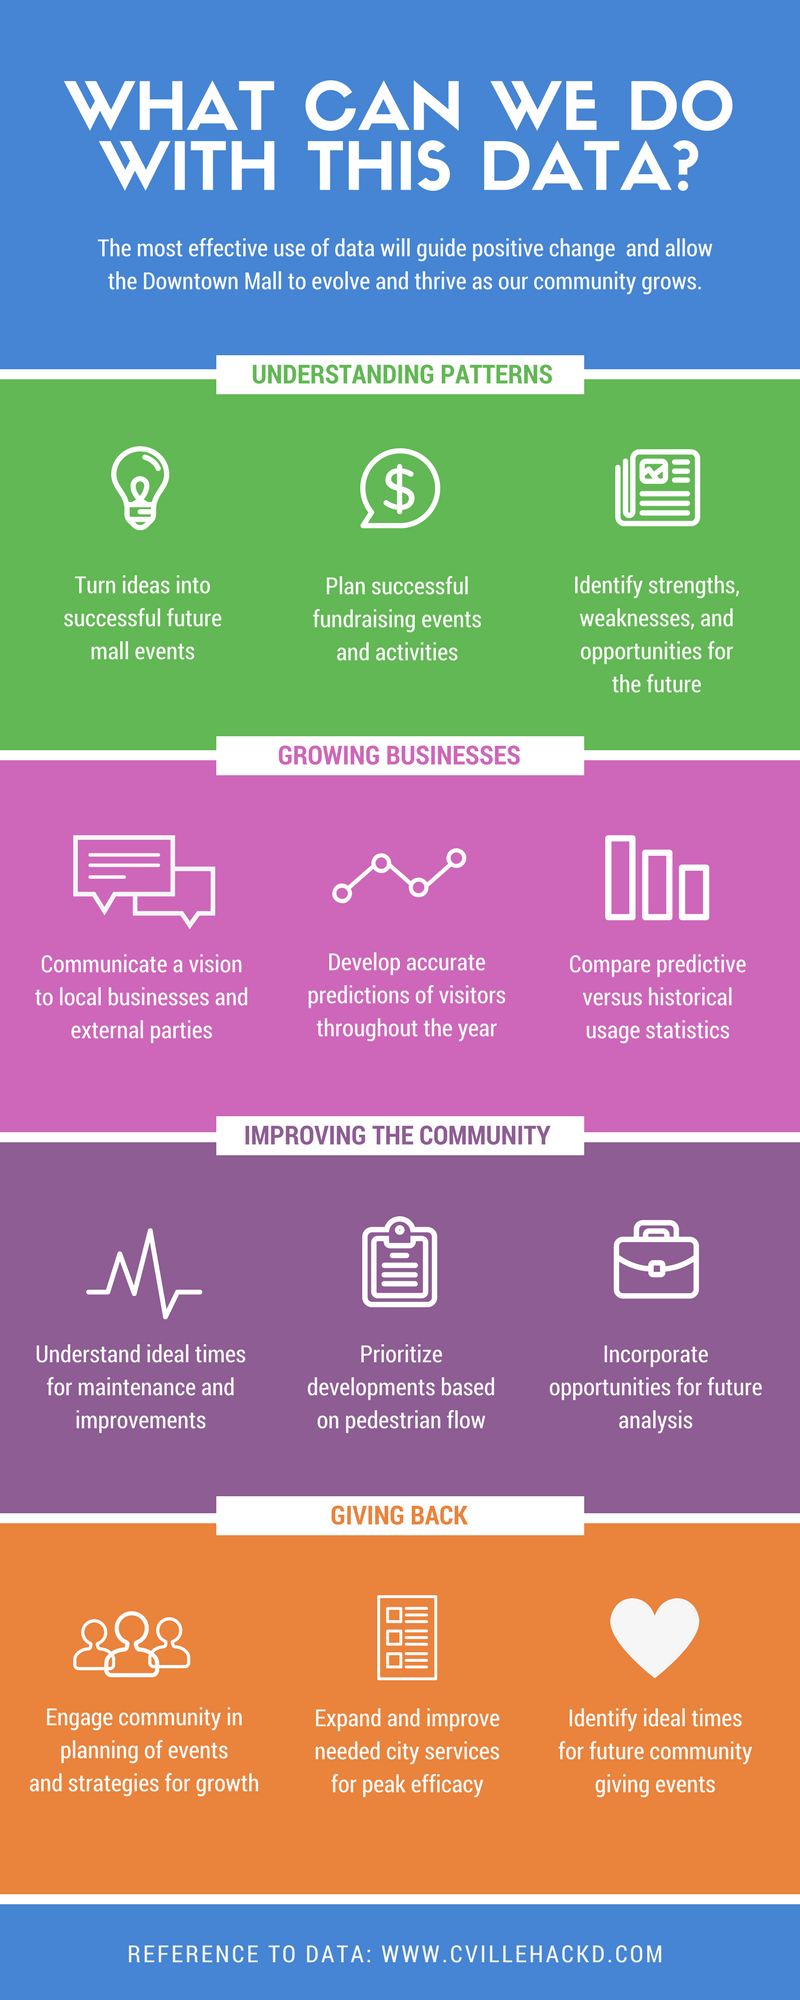 WHAT CAN WE DO
WITH THIS DATA?
The most effective use of data will guide positive change and allow
the Downtown Mall to evolve and thrive as our community grows.
UNDERSTANDING PATTERNS
Turn ideas into
successful future
mall events
Plan successful
fundraising events
and activities
Identify strengths,
weaknesses, and
opportunities for
the future
GROWING BUSINESSES
Communicate a vision
to local businesses and
external parties
Develop accurate
predictions of visitors
throughout the year
Compare predictive
versus historical
usage statistics
IMPROVING THE COMMUNITY
Understand ideal times
for maintenance and
improvements
Prioritize
developments based
on pedestrian flow
Incorporate
opportunities for future
analysis
GIVING BACK
Engage community in
planning of events
and strategies for growth
Expand and improve
needed city services
for peak efficacy
Identify ideal times
for future community
giving events
REFERENCE TO DATA: WWW.CVILLEHACKD.COM